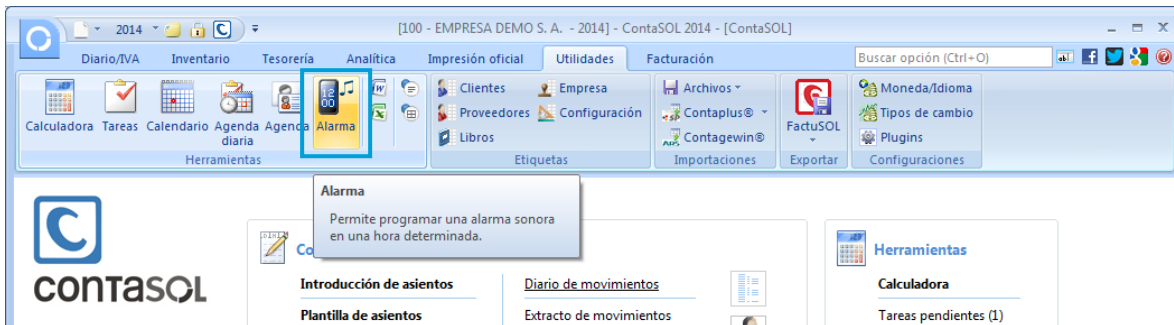 2014
[100 - EMPRESA DEMO S. A. - 2014] - ContaSOL 2014 - [ContaSOL]
Diario/IVA Inventario Tesorería Analítica Impresión oficial Utilidades Facturación Buscar opción (Ctrl+O)
Calculadora Tareas Calendario Agenda diaria Agenda Alarma
Herramientas
Clientes Empresa
Proveedores Configuración
Libros
Etiquetas
Archivos
Contaplus®
Contagewin®
Importaciones
FactuSOL
Exportar
Moneda/Idioma
Tipos de cambio
Plugins
Configuraciones
Alarma
Permite programar una alarma sonora
en una hora determinada.
CONTASOL
Co
Introducción de asientos Diario de movimientos
Plantilla de asientos Extracto de movimientos
Herramientas
Calculadora
Tareas pendientes (1)